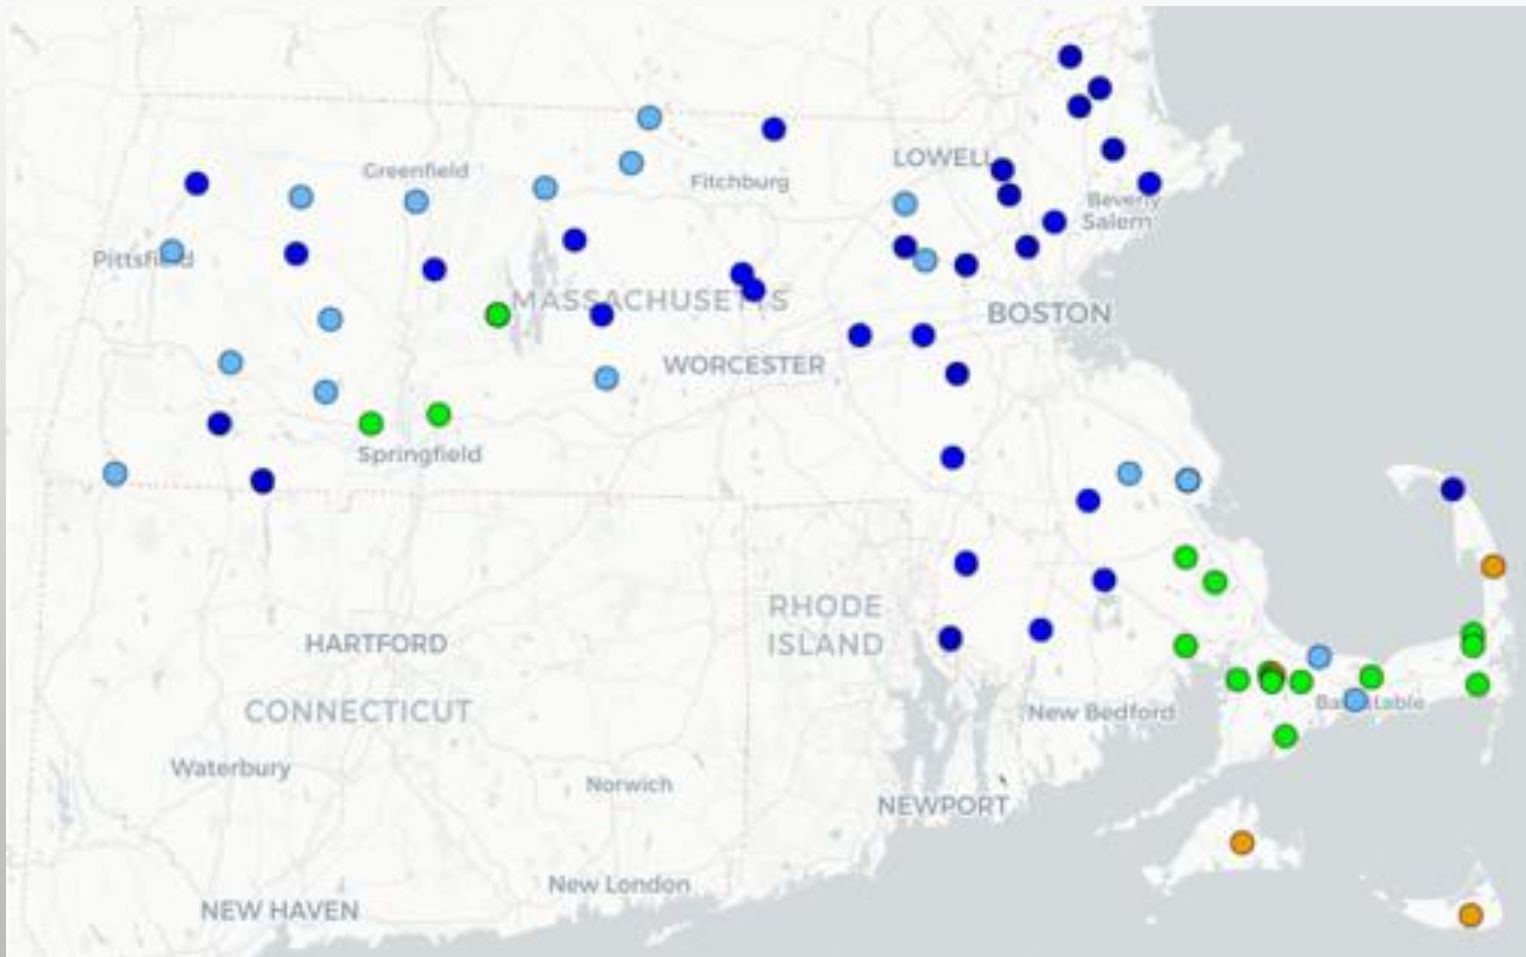 LOWELL
Greenfield
Fitchburg
Beverly
Salem
Pittsfield
MASSACHUSETTS
BOSTON
WORCESTER
Springfield
RHODE
ISLAND
HARTFORD
CONNECTICUT
Barnstable
New Bedford
Waterbury
Norwich
NEWPORT
New London
NEW HAVEN